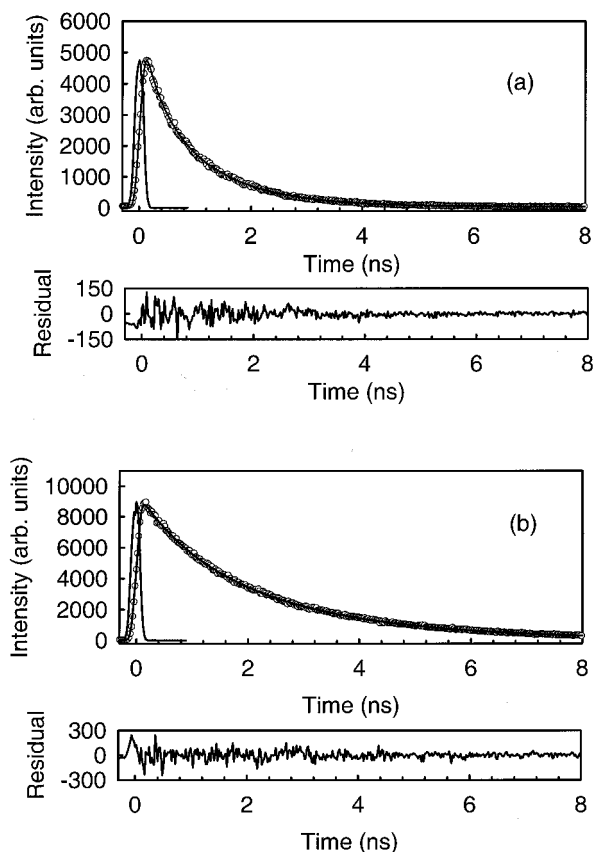 6000
5000
4000
3000
2000
1000
0
Intensity (arb. units)
(a)
0 2 4 6 8
Time (ns)
150
0
-150
Residual
0 2 4 6 8
Time (ns)
10000
8000
6000
4000
2000
0
Intensity (arb. units)
(b)
0 2 4 6 8
Time (ns)
300
0
-300
Residual
0 2 4 6 8
Time (ns)